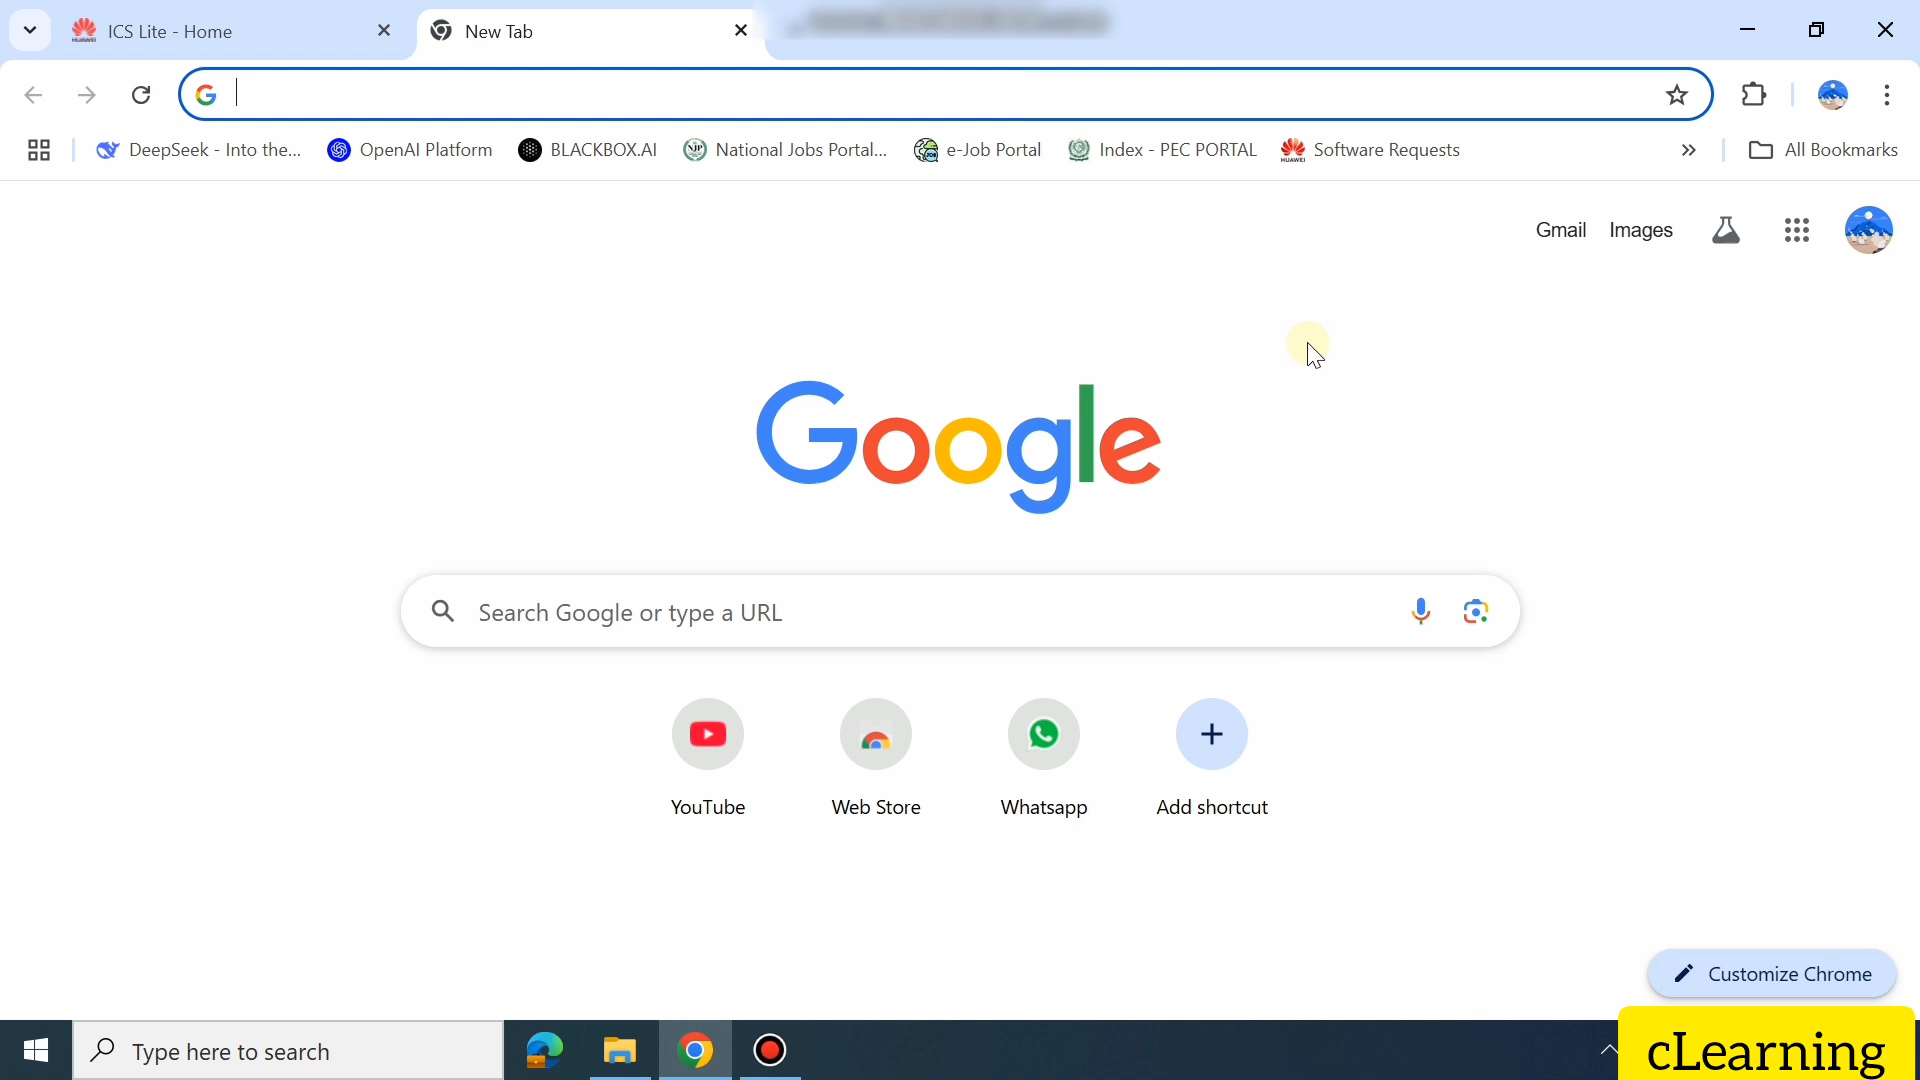 ICS Lite - Home
New Tab
DeepSeek - Into the...
OpenAI Platform
BLACKBOX.AI
National Jobs Portal...
e-Job Portal
Index - PEC PORTAL
HUAWEI
Software Requests
All Bookmarks
Gmail
Images
Google
Search Google or type a URL
YouTube
Web Store
Whatsapp
Add shortcut
Customize Chrome
Type here to search
cLearning